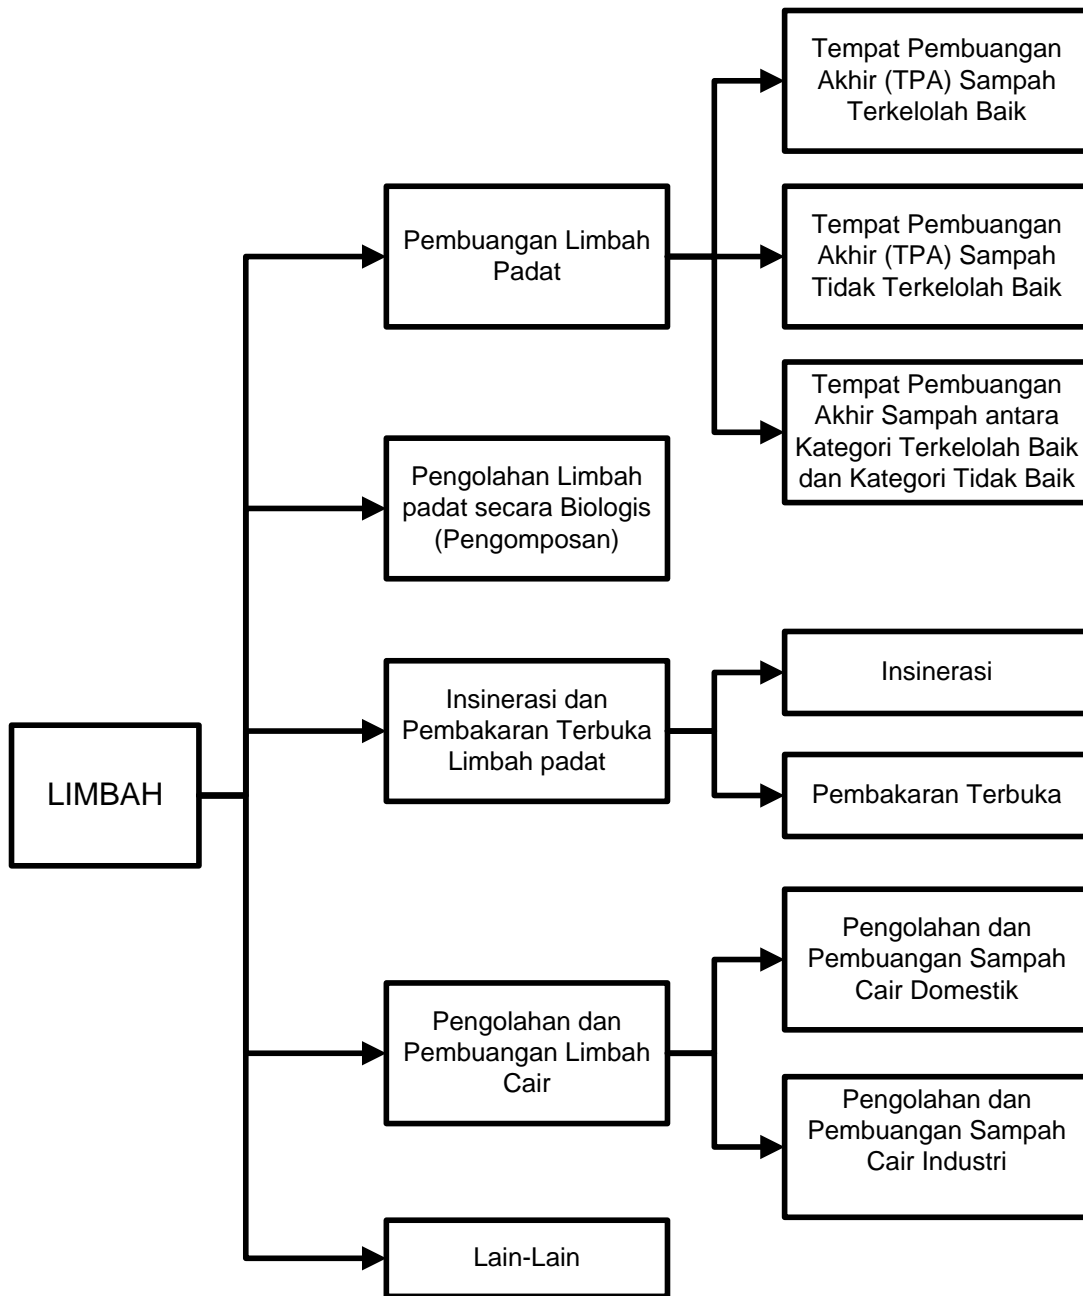 LIMBAH
Pembuangan Limbah
Padat
Tempat Pembuangan
Akhir (TPA) Sampah
Terkelolah Baik
Tempat Pembuangan
Akhir (TPA) Sampah
Tidak Terkelolah Baik
Tempat Pembuangan
Akhir Sampah antara
Kategori Terkelolah Baik
dan Kategori Tidak Baik
Pengolahan Limbah
padat secara Biologis
(Pengomposan)
Insinerasi dan
Pembakaran Terbuka
Limbah padat
Insinerasi
Pembakaran Terbuka
Pengolahan dan
Pembuangan Limbah
Cair
Pengolahan dan
Pembuangan Sampah
Cair Domestik
Pengolahan dan
Pembuangan Sampah
Cair Industri
Lain-Lain